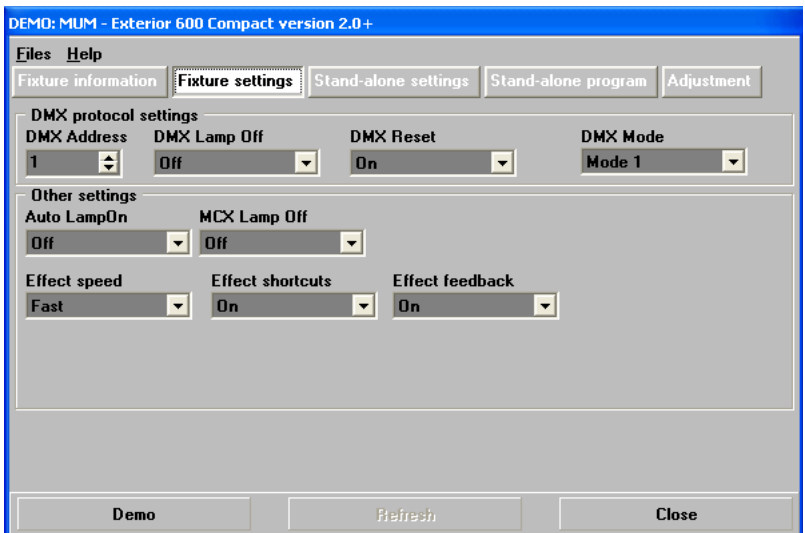 DEMO: MUM - Exterior 600 Compact version 2.0+
Files Help
Fixture information Fixture settings Stand-alone settings Stand-alone program Adjustment
DMX protocol settings
DMX Address DMX Lamp Off DMX Reset DMX Mode
1 Off On Mode 1
Other settings
Auto LampOn MCX Lamp Off
Off Off
Effect speed Effect shortcuts Effect feedback
Fast On On
Demo Refresh Close